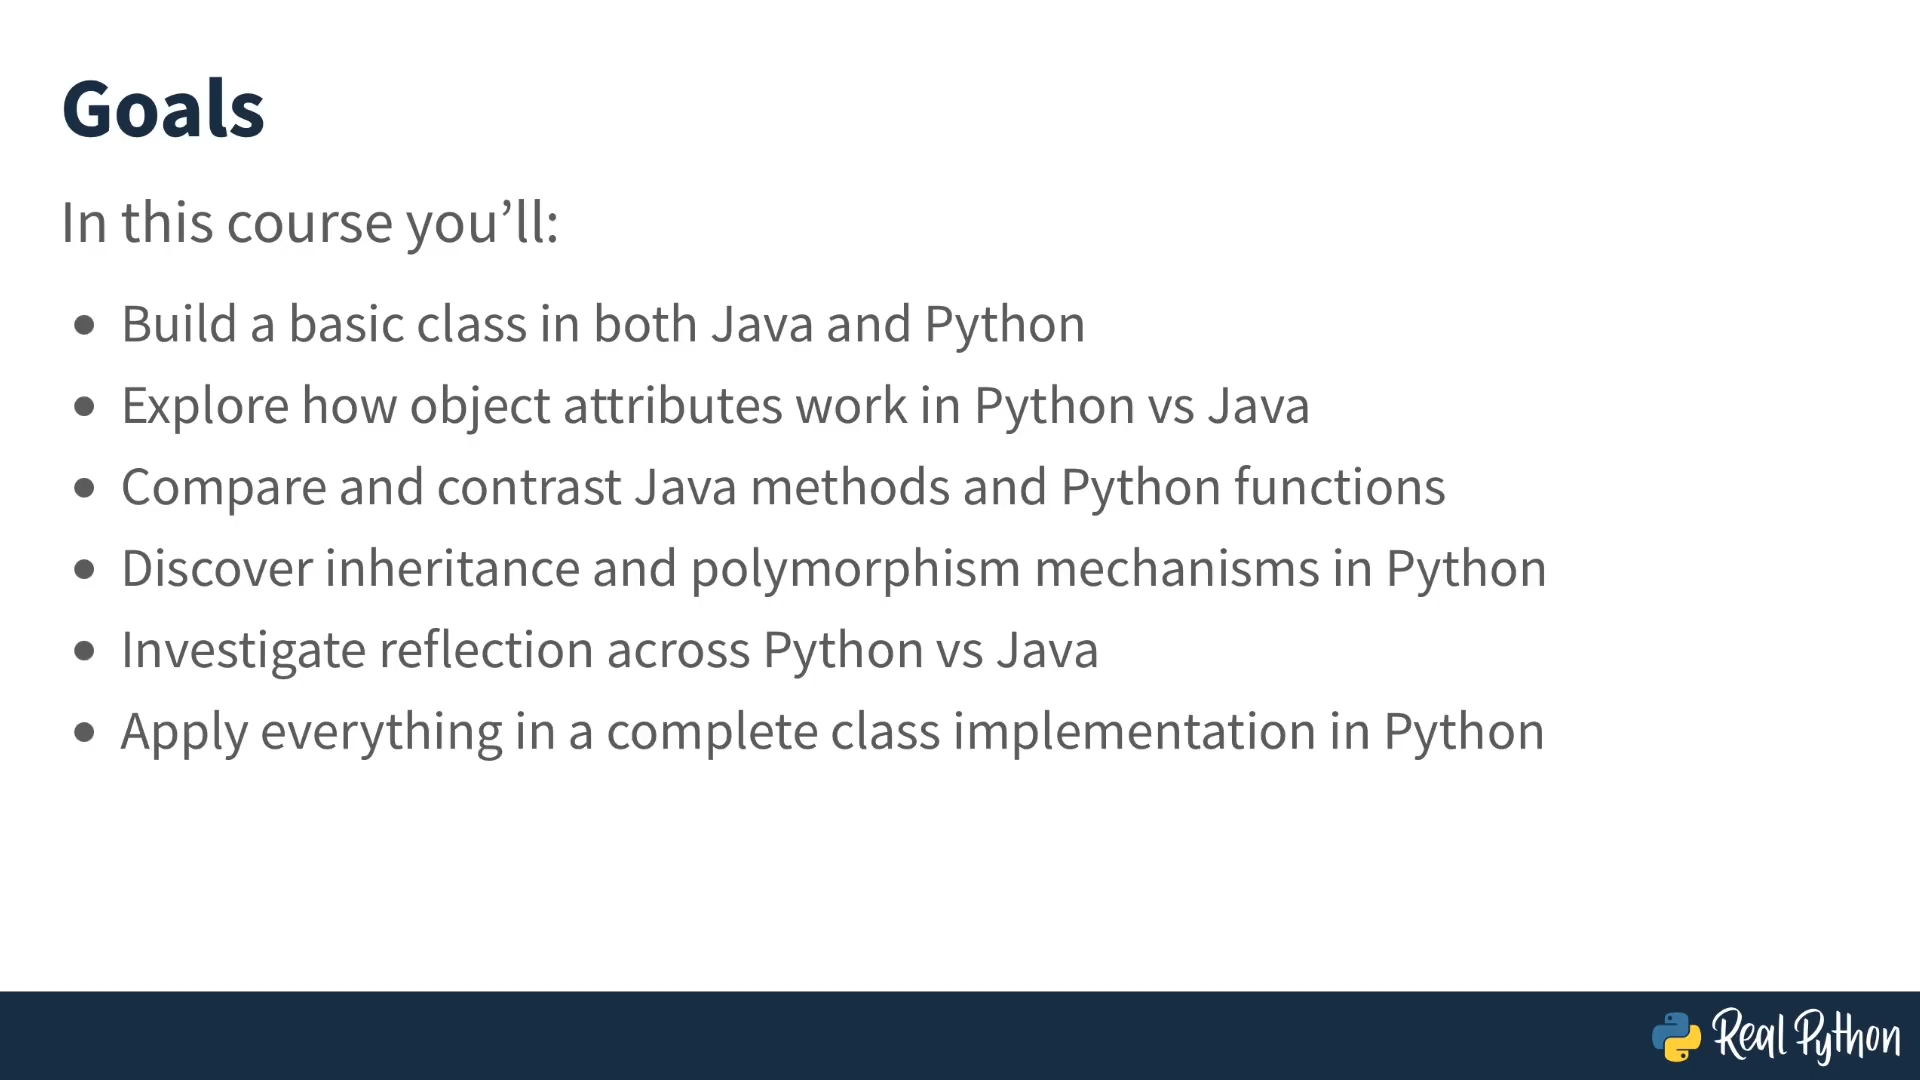 Goals
In this course you’ll:
• Build a basic class in both Java and Python
• Explore how object attributes work in Python vs Java
• Compare and contrast Java methods and Python functions
• Discover inheritance and polymorphism mechanisms in Python
• Investigate reflection across Python vs Java
• Apply everything in a complete class implementation in Python
Real Python